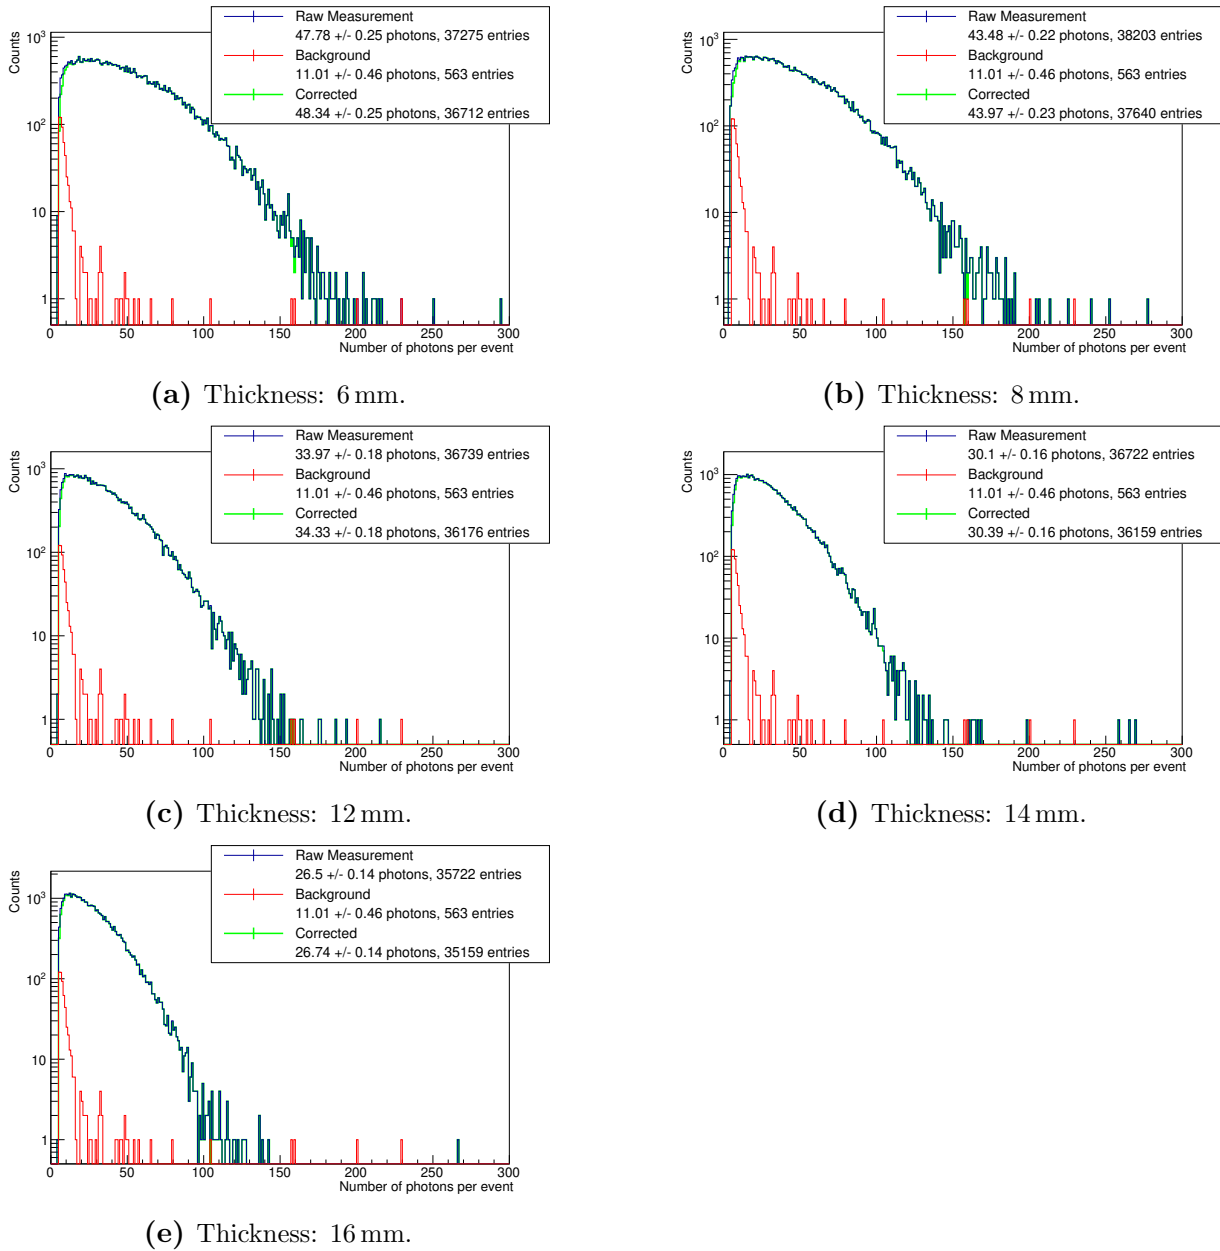 Raw Measurement
47.78 +/- 0.25 photons, 37275 entries
Background
11.01 +/- 0.46 photons, 563 entries
Corrected
48.34 +/- 0.25 photons, 36712 entries
Counts
10³
10²
10
1
0 50 100 150 200 250 300
Number of photons per event
(a) Thickness: 6 mm.
Raw Measurement
43.48 +/- 0.22 photons, 38203 entries
Background
11.01 +/- 0.46 photons, 563 entries
Corrected
43.97 +/- 0.23 photons, 37640 entries
Counts
10³
10²
10
1
0 50 100 150 200 250 300
Number of photons per event
(b) Thickness: 8 mm.
Raw Measurement
33.97 +/- 0.18 photons, 36739 entries
Background
11.01 +/- 0.46 photons, 563 entries
Corrected
34.33 +/- 0.18 photons, 36176 entries
Counts
10³
10²
10
1
0 50 100 150 200 250 300
Number of photons per event
(c) Thickness: 12 mm.
Raw Measurement
30.1 +/- 0.16 photons, 36722 entries
Background
11.01 +/- 0.46 photons, 563 entries
Corrected
30.39 +/- 0.16 photons, 36159 entries
Counts
10³
10²
10
1
0 50 100 150 200 250 300
Number of photons per event
(d) Thickness: 14 mm.
Raw Measurement
26.5 +/- 0.14 photons, 35722 entries
Background
11.01 +/- 0.46 photons, 563 entries
Corrected
26.74 +/- 0.14 photons, 35159 entries
Counts
10³
10²
10
1
0 50 100 150 200 250 300
Number of photons per event
(e) Thickness: 16 mm.